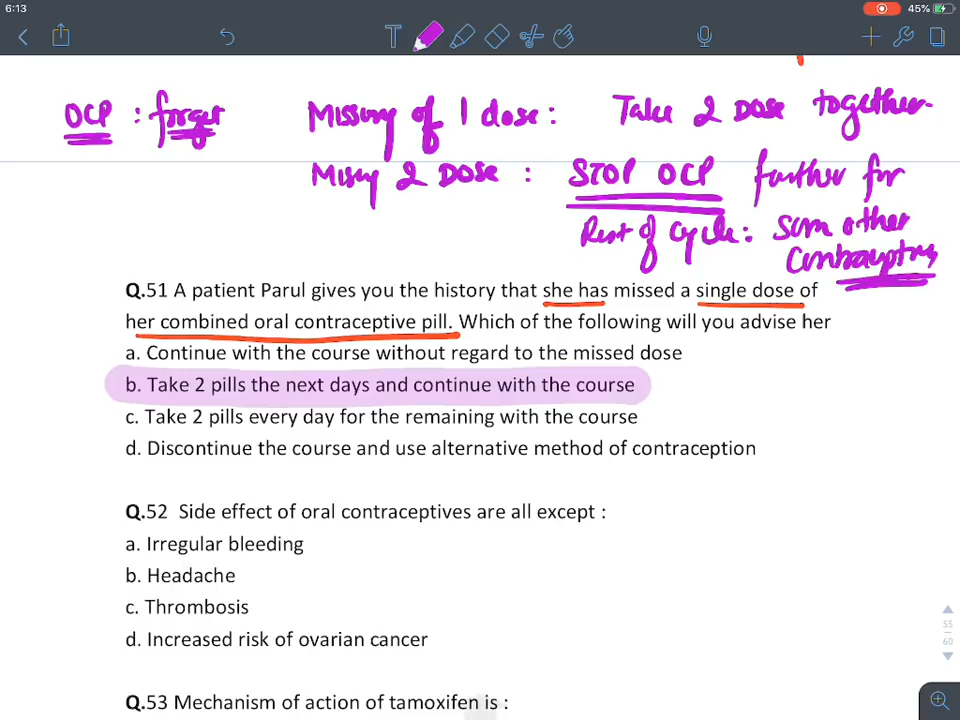 6:13
45%
T
OCP : forget Missing of 1 dose : Take 2 Dose together.
Missing 2 Dose : STOP OCP further for
Rest of cycle : Som other
Contraceptives
Q.51 A patient Parul gives you the history that she has missed a single dose of
her combined oral contraceptive pill. Which of the following will you advise her
a. Continue with the course without regard to the missed dose
b. Take 2 pills the next days and continue with the course
c. Take 2 pills every day for the remaining with the course
d. Discontinue the course and use alternative method of contraception
Q.52 Side effect of oral contraceptives are all except :
a. Irregular bleeding
b. Headache
c. Thrombosis
d. Increased risk of ovarian cancer
55
60
Q.53 Mechanism of action of tamoxifen is :